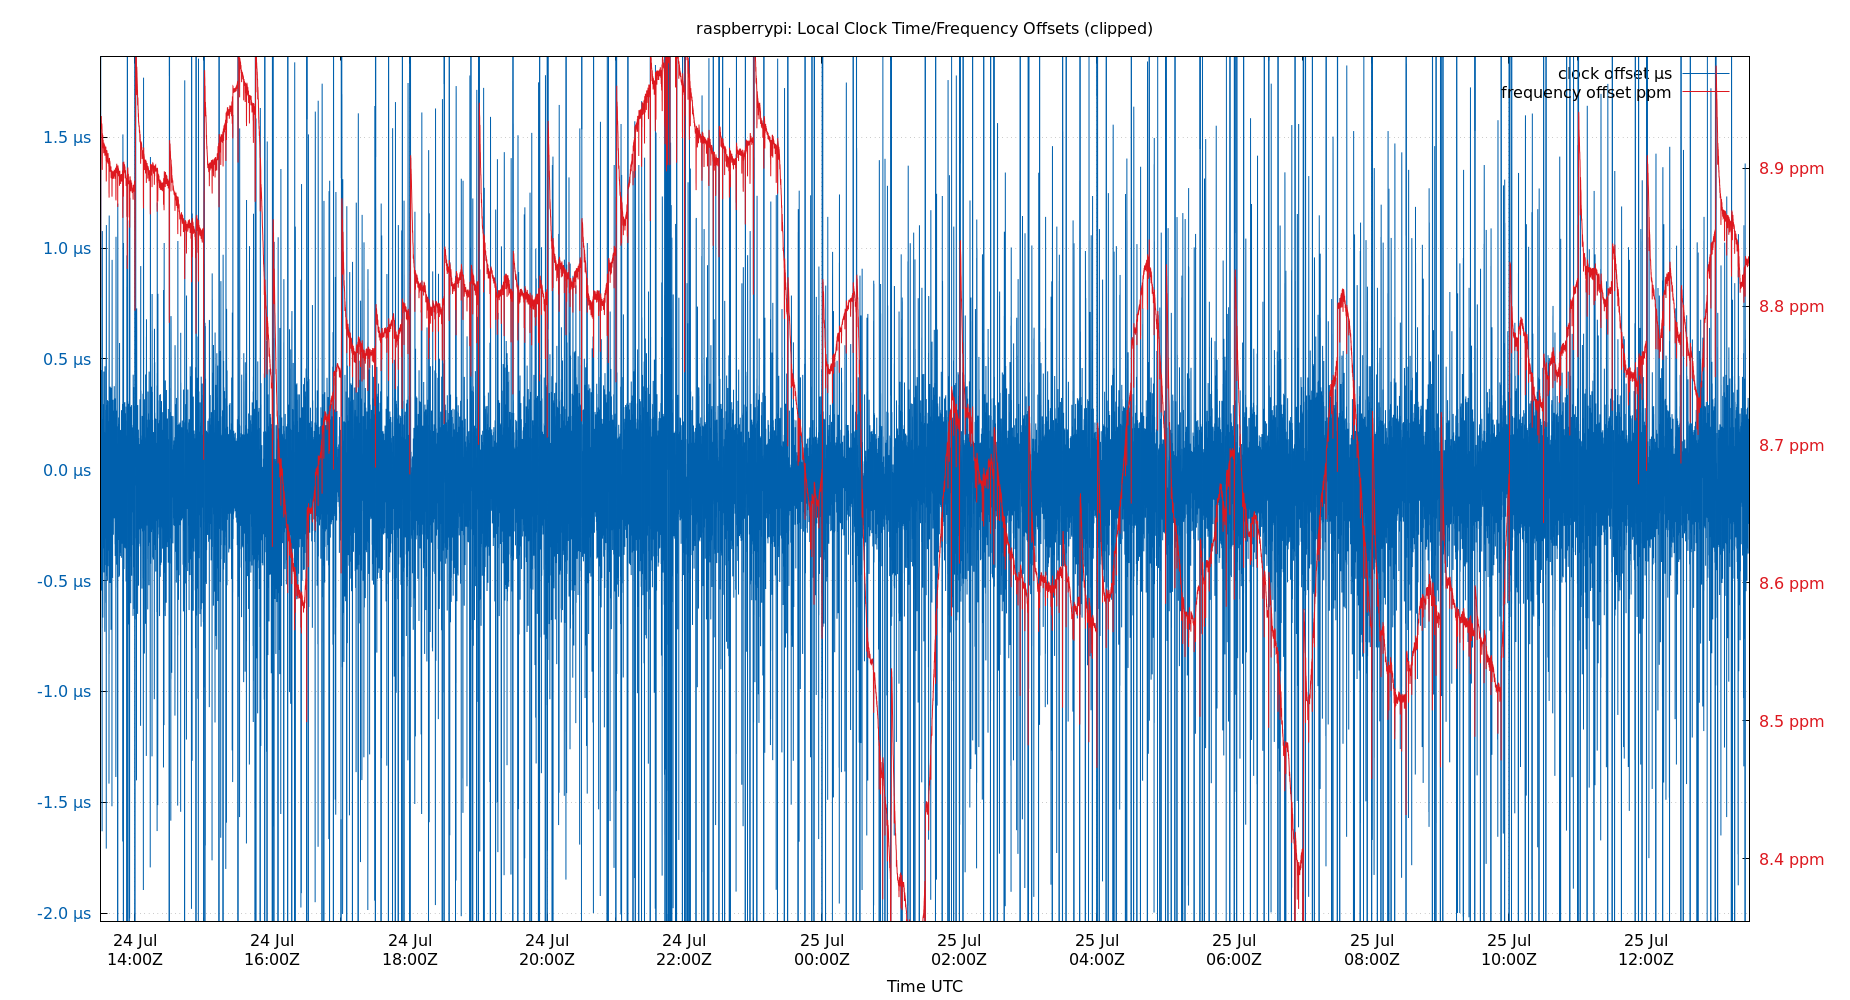 raspberrypi: Local Clock Time/Frequency Offsets (clipped)
clock offset µs
frequency offset ppm
1.5 µs
1.0 µs
0.5 µs
0.0 µs
-0.5 µs
-1.0 µs
-1.5 µs
-2.0 µs
8.9 ppm
8.8 ppm
8.7 ppm
8.6 ppm
8.5 ppm
8.4 ppm
24 Jul
14:00Z
24 Jul
16:00Z
24 Jul
18:00Z
24 Jul
20:00Z
24 Jul
22:00Z
25 Jul
00:00Z
25 Jul
02:00Z
25 Jul
04:00Z
25 Jul
06:00Z
25 Jul
08:00Z
25 Jul
10:00Z
25 Jul
12:00Z
Time UTC